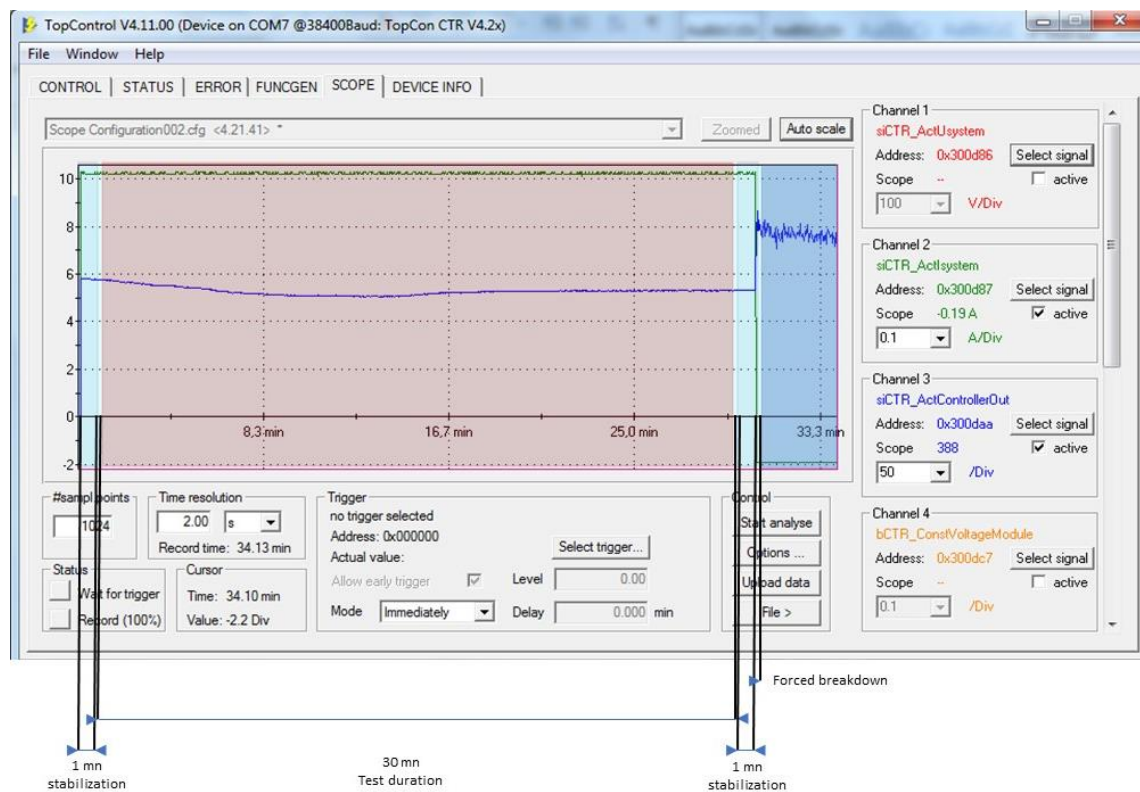 TopControl V4.11.00 (Device on COM7 @38400Baud: TopCon CTR V4.2x)
File Window Help
CONTROL STATUS ERROR FUNCGEN SCOPE DEVICE INFO
Scope Configuration002.cfg <4.21.41> *
Zoomed
Auto scale
10
8
6
4
2
0
-2
8,3 min
16,7 min
25,0 min
33,3 min
Channel 1
siCTR_ActUsystem
Address: 0x300d86 Select signal
Scope -- active
100 V/Div
Channel 2
siCTR_ActIsystem
Address: 0x300d87 Select signal
Scope -0.19 A active
0.1 A/Div
Channel 3
siCTR_ActControllerOut
Address: 0x300daa Select signal
Scope 388 active
50 /Div
Channel 4
bCTR_ConstVoltageModule
Address: 0x300dc7 Select signal
Scope -- active
0.1 /Div
#sampl points
1024
Time resolution
2.00 s
Record time: 34.13 min
Status
Wait for trigger
Record (100%)
Cursor
Time: 34.10 min
Value: -2.2 Div
Trigger
no trigger selected
Address: 0x000000
Actual value:
Select trigger...
Allow early trigger
Level 0.00
Mode Immediately
Delay 0.000 min
Control
Start analyse
Options ...
Upload data
File >
Forced breakdown
1 mn
stabilization
30 mn
Test duration
1 mn
stabilization